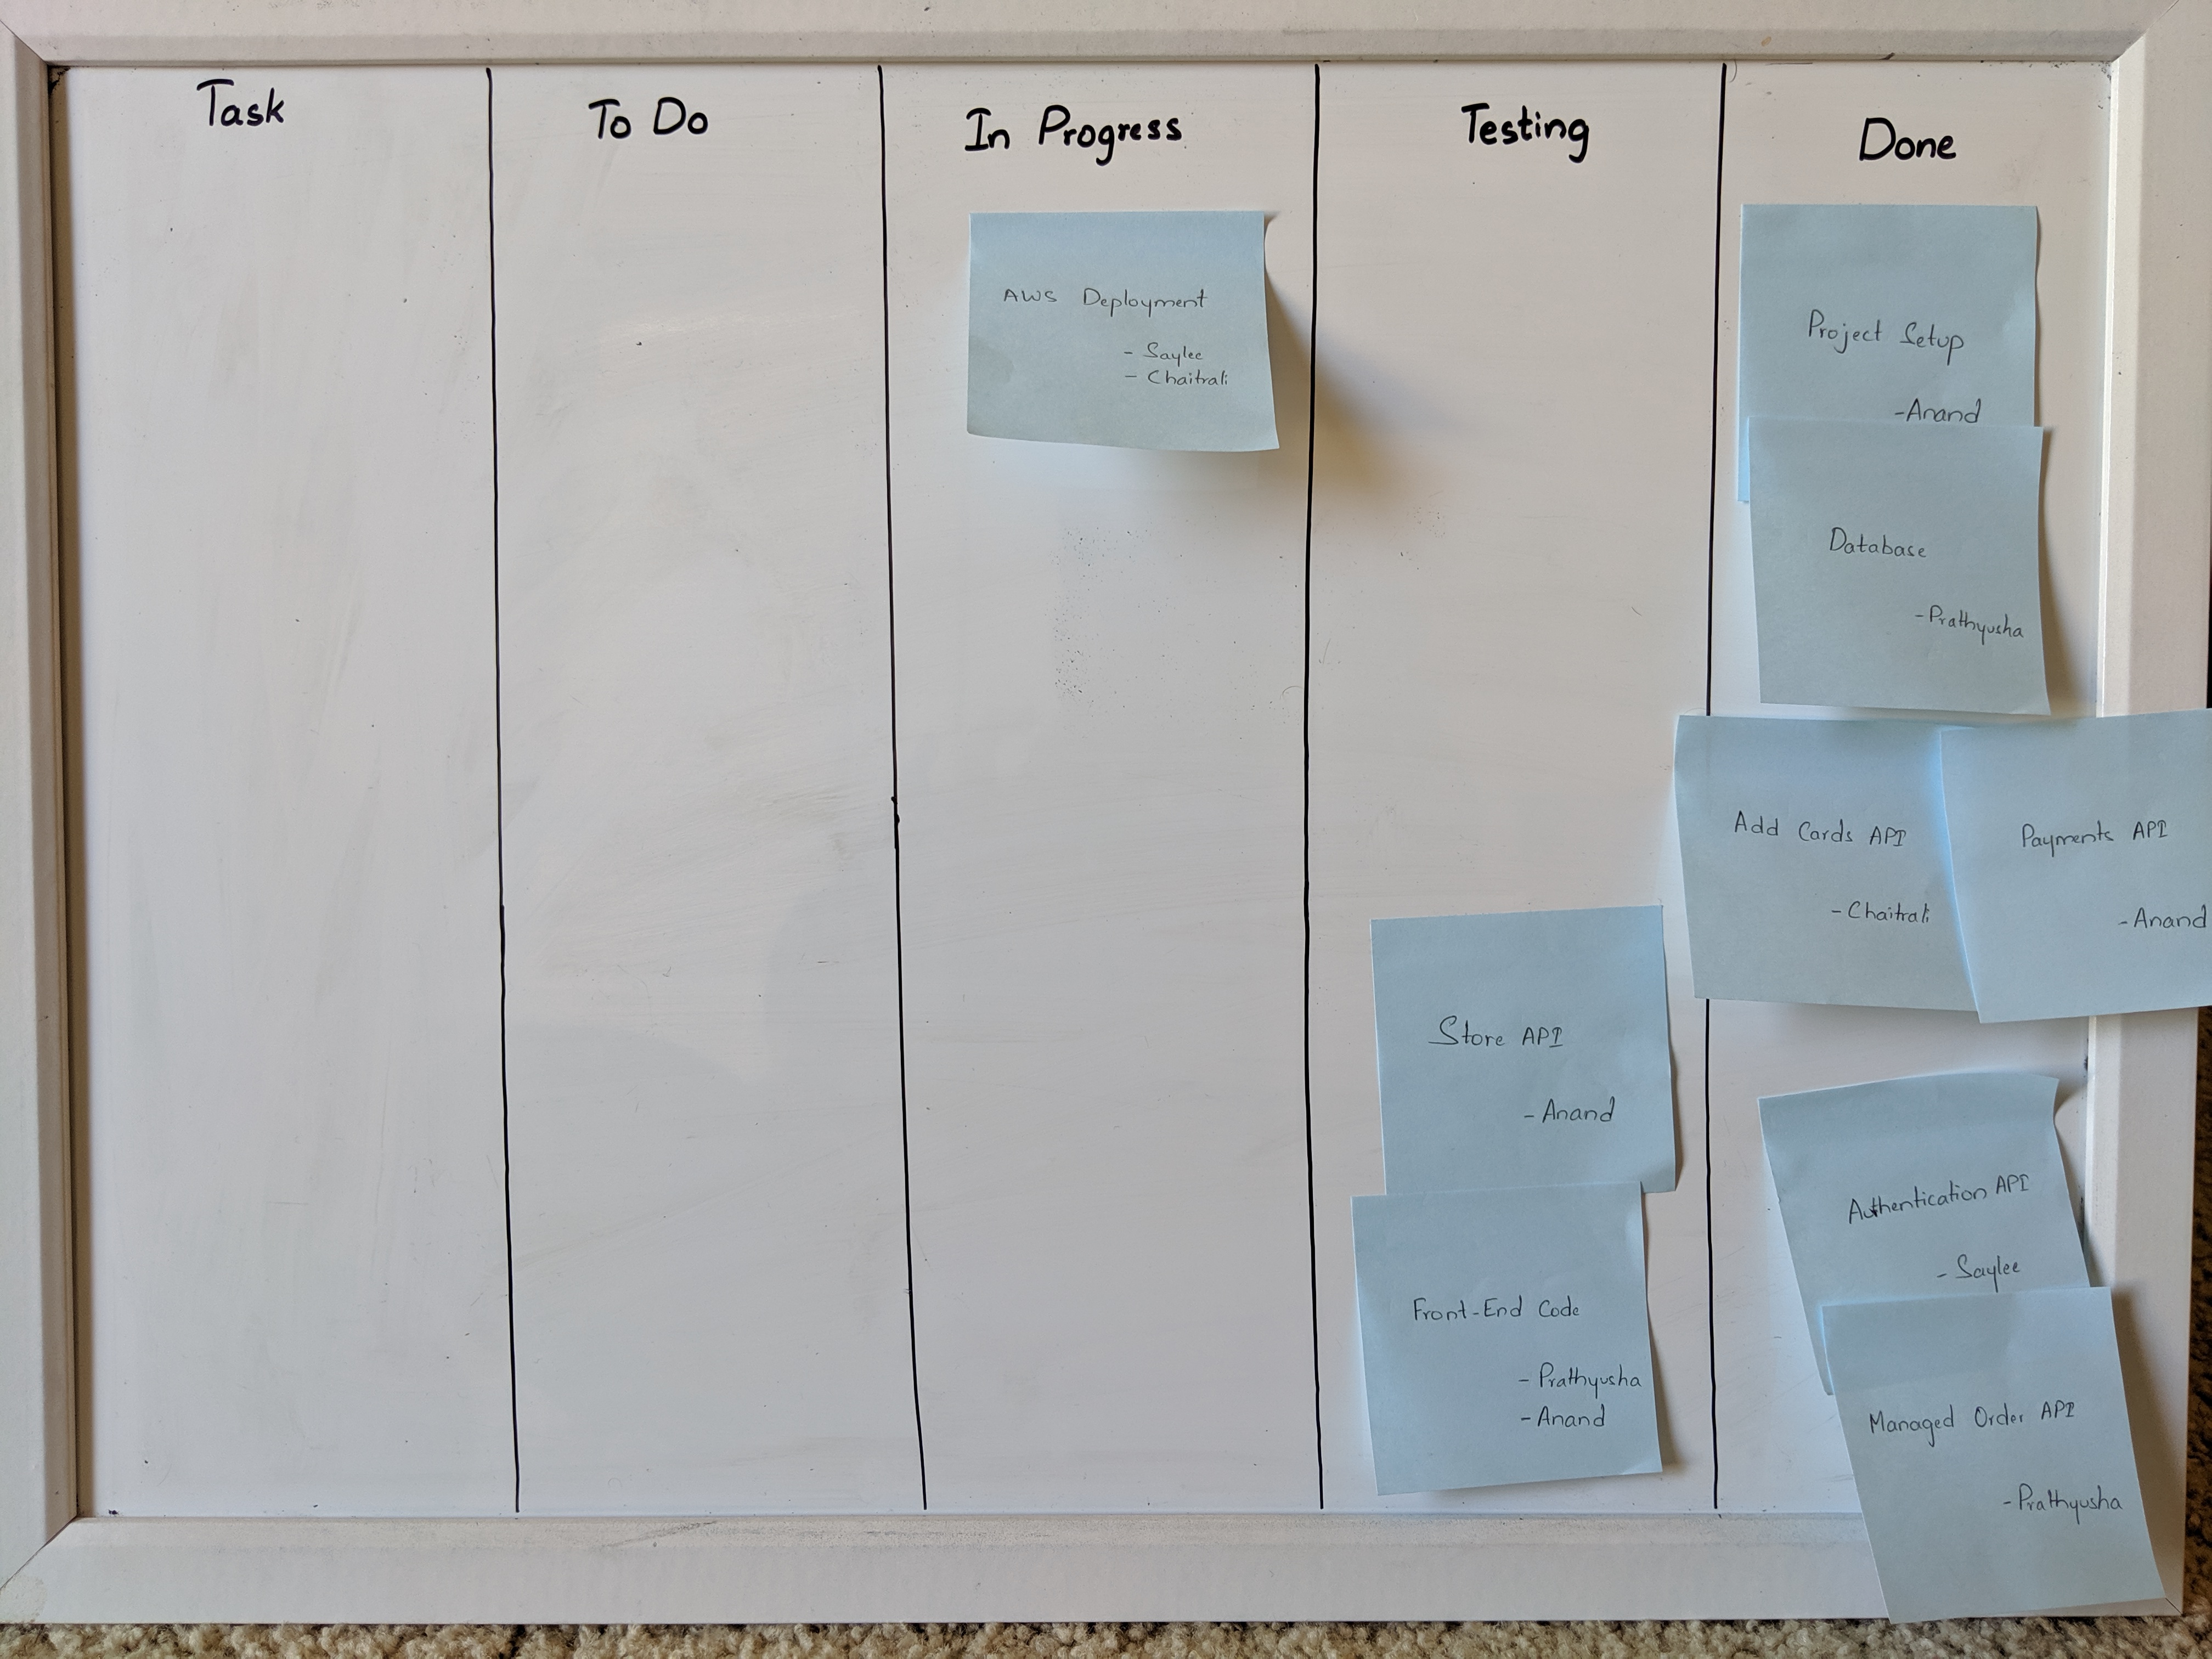 Task
To Do
In Progress
Testing
Done
AWS Deployment
- Saylee
- Chaitrali
Store API
- Anand
Front-End Code
- Prathyusha
- Anand
Project Setup
- Anand
Database
- Prathyusha
Add Cards API
- Chaitrali
Payments API
- Anand
Authentication API
- Saylee
Managed Order API
- Prathyusha